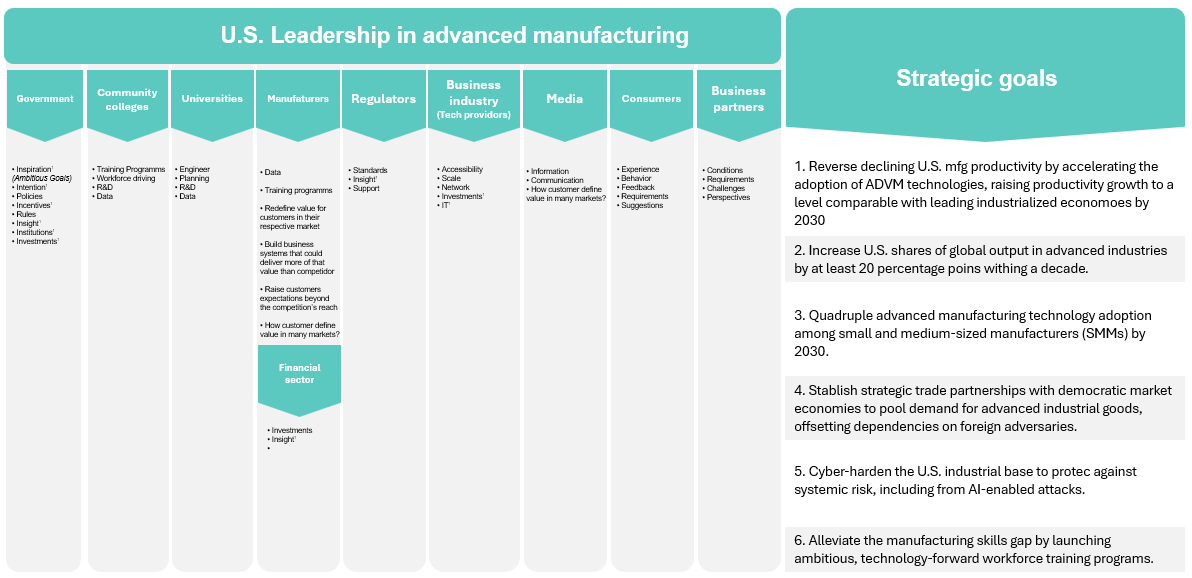 U.S. Leadership in advanced manufacturing
Government
• Inspiration¹
(Ambitious Goals)
• Intention¹
• Policies
• Incentives¹
• Rules
• Insight¹
• Institutions¹
• Investments¹
Community
colleges
• Training Programms
• Workforce driving
• R&D
• Data
Universities
• Engineer
• Planning
• R&D
• Data
Manufaturers
• Data
• Training programms
• Redefine value for
customers in their
respective market
• Build business
systems that could
deliver more of that
value than competidor
• Raise customers
expectations beyond
the competition's reach
• How customer define
value in many markets?
Financial
sector
• Investments
• Insight¹
•
Regulators
• Standards
• Insight¹
• Support
Business
industry
(Tech providors)
• Accessibility
• Scale
• Network
• Investments¹
• IT¹
Media
• Information
• Communication
• How customer define
value in many markets?
Consumers
• Experience
• Behavior
• Feedback
• Requirements
• Suggestions
Business
partners
• Conditions
• Requirements
• Challenges
• Perspectives
Strategic goals
1. Reverse declining U.S. mfg productivity by accelerating the
adoption of ADVM technologies, raising productivity growth to a
level comparable with leading industrialized economoes by
2030
2. Increase U.S. shares of global output in advanced industries
by at least 20 percentage poins withing a decade.
3. Quadruple advanced manufacturing technology adoption
among small and medium-sized manufacturers (SMMs) by
2030.
4. Stablish strategic trade partnerships with democratic market
economies to pool demand for advanced industrial goods,
offsetting dependencies on foreign adversaries.
5. Cyber-harden the U.S. industrial base to protec against
systemic risk, including from AI-enabled attacks.
6. Alleviate the manufacturing skills gap by launching
ambitious, technology-forward workforce training programs.